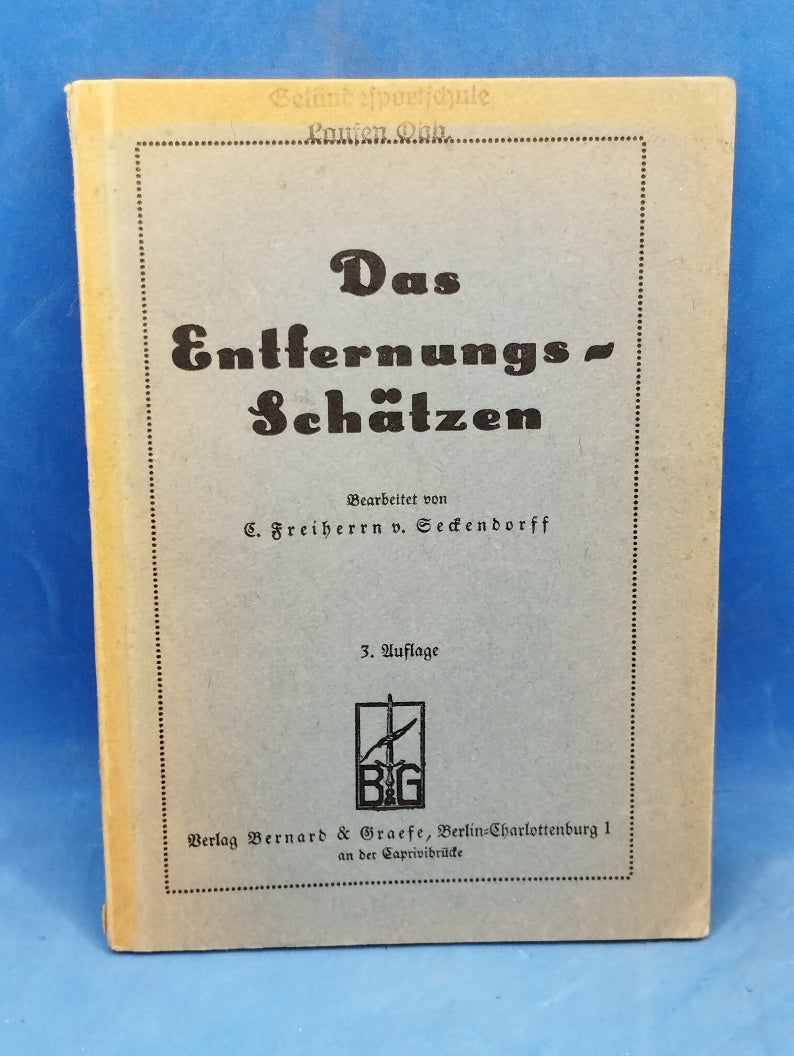 Geländesportschule
Laufen Obb.
Das
Entfernungs-
Schätzen
Bearbeitet von
E. Freiherrn v. Seckendorff
3. Auflage
B&G
Verlag Bernard & Graefe, Berlin=Charlottenburg 1
an der Caprivibrücke